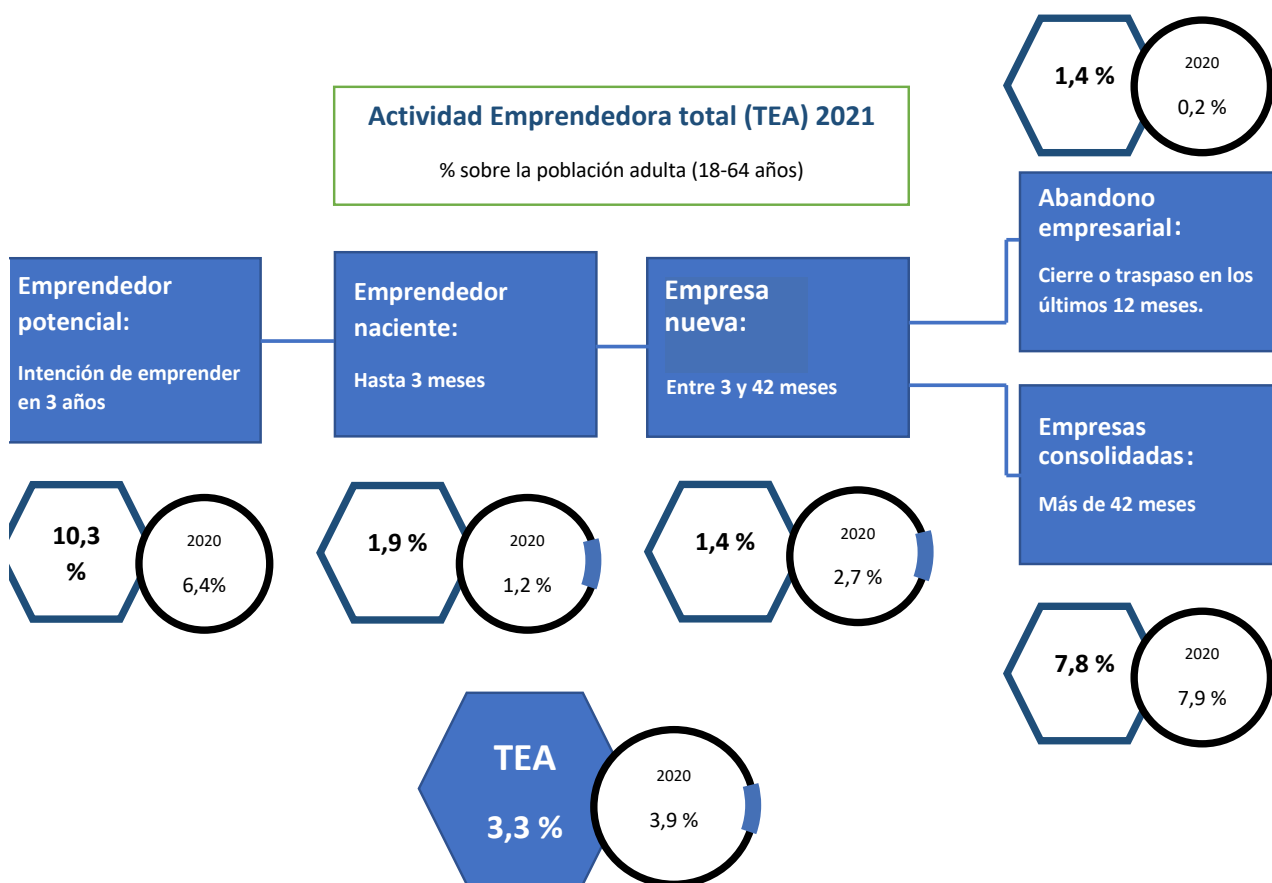 Actividad Emprendedora total (TEA) 2021
% sobre la población adulta (18-64 años)
1,4 %
2020
0,2 %
Abandono
empresarial:
Cierre o traspaso en los
últimos 12 meses.
Emprendedor
potencial:
Intención de emprender
en 3 años
Emprendedor
naciente:
Hasta 3 meses
Empresa
nueva:
Entre 3 y 42 meses
Empresas
consolidadas:
Más de 42 meses
10,3
%
2020
6,4%
1,9 %
2020
1,2 %
1,4 %
2020
2,7 %
7,8 %
2020
7,9 %
TEA
3,3 %
2020
3,9 %